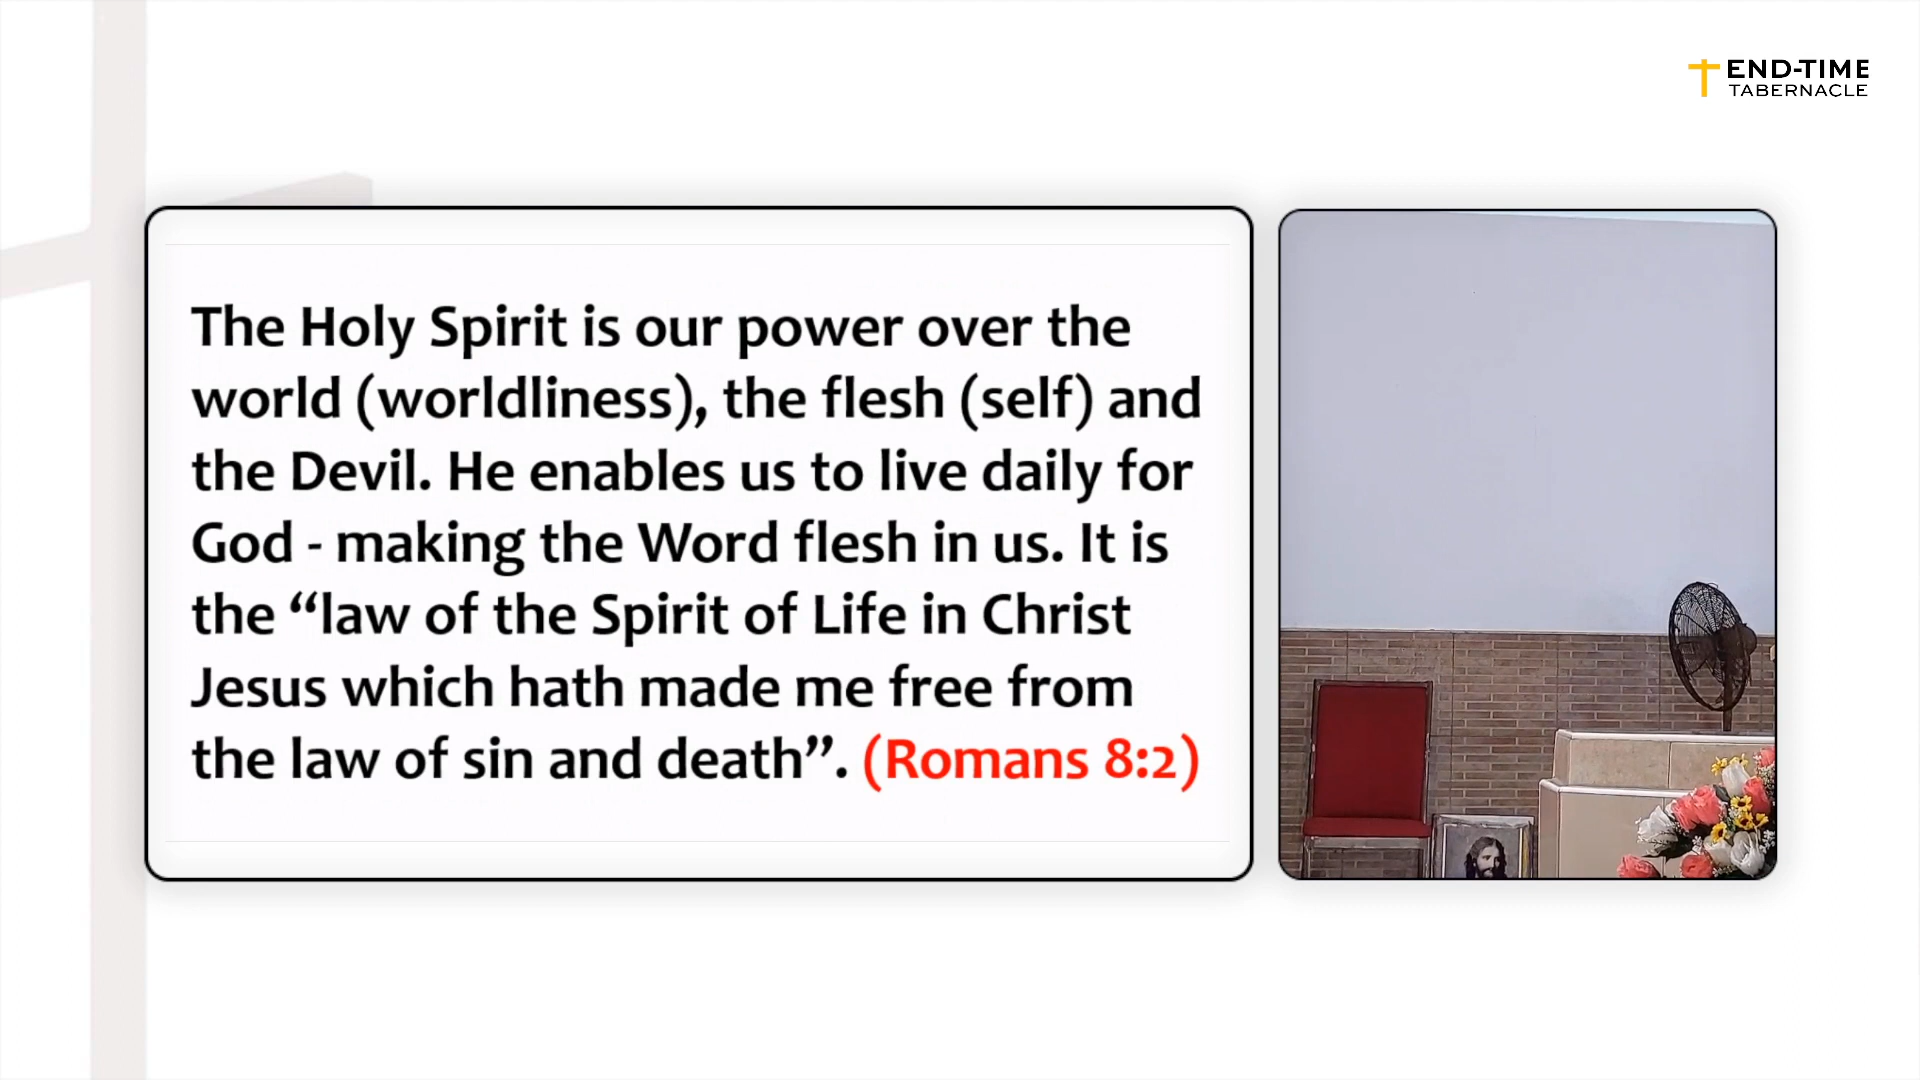 END-TIME
TABERNACLE
The Holy Spirit is our power over the
world (worldliness), the flesh (self) and
the Devil. He enables us to live daily for
God - making the Word flesh in us. It is
the “law of the Spirit of Life in Christ
Jesus which hath made me free from
the law of sin and death”. (Romans 8:2)